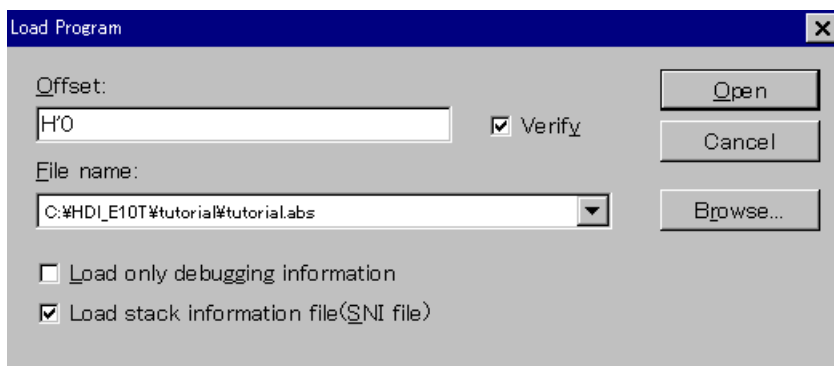 Load Program
Offset:
H'0
Verify
Open
Cancel
File name:
C:¥HDI_E10T¥tutorial¥tutorial.abs
Browse...
Load only debugging information
Load stack information file(SNI file)